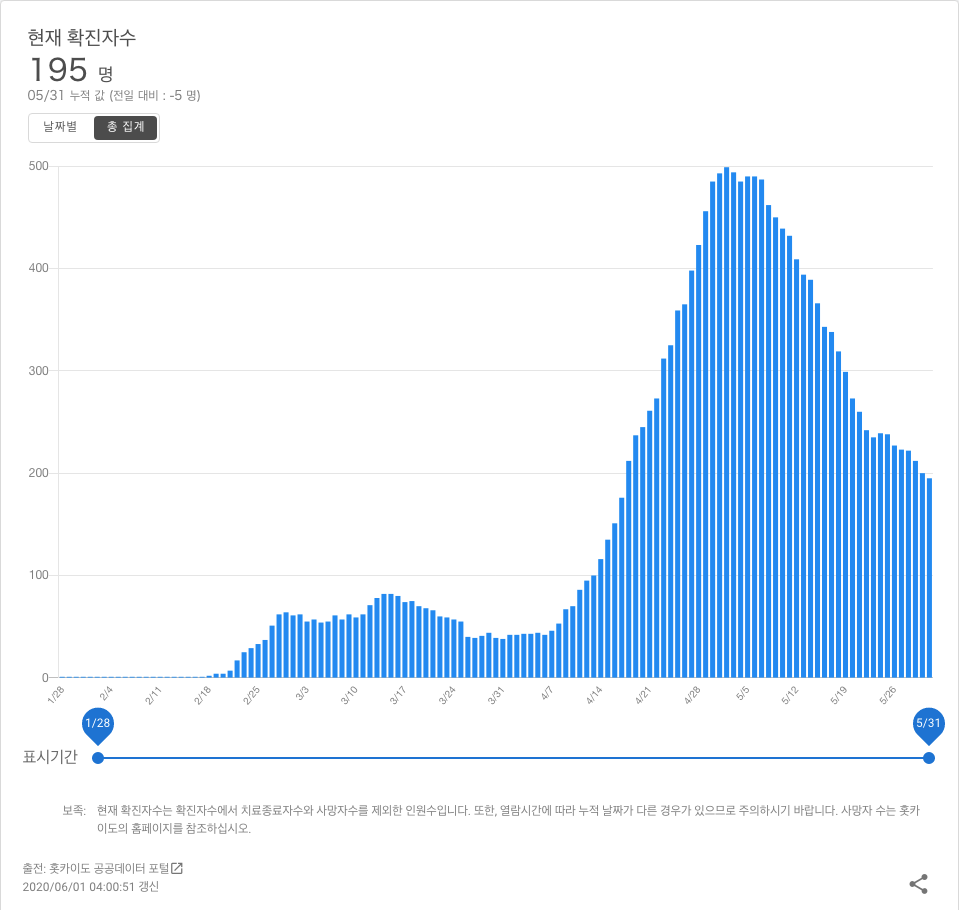 현재 확진자수
195 명
05/31 누적 값 (전일 대비 : -5 명)
날짜별 총 집계
500
400
300
200
100
0
1/28 2/4 2/11 2/18 2/25 3/3 3/10 3/17 3/24 3/31 4/7 4/14 4/21 4/28 5/5 5/12 5/19 5/26
1/28 5/31
표시기간
보족: 현재 확진자수는 확진자수에서 치료종료자수와 사망자수를 제외한 인원수입니다. 또한, 열람시간에 따라 누적 날짜가 다른 경우가 있으므로 주의하시기 바랍니다. 사망자 수는 홋카
이도의 홈페이지를 참조하십시오.
출전: 홋카이도 공공데이터 포털
2020/06/01 04:00:51 갱신